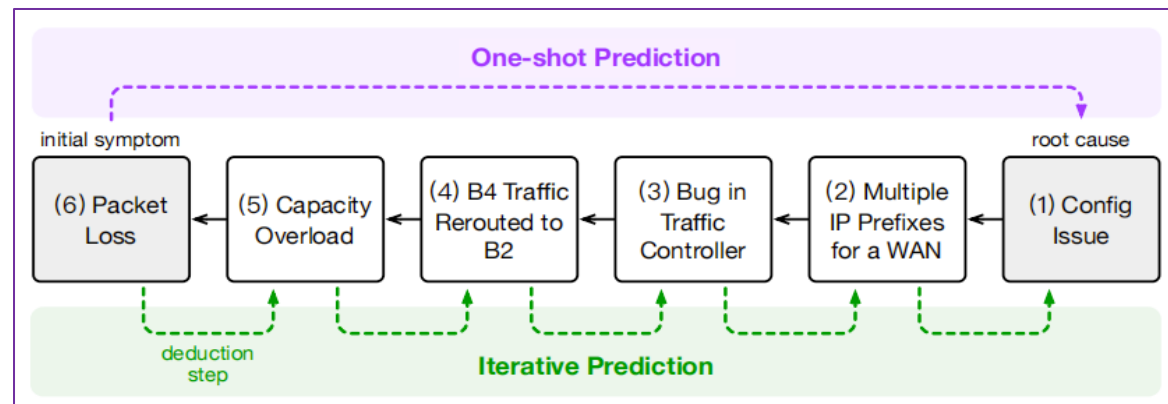 One-shot Prediction
initial symptom
root cause
(6) Packet
Loss
(5) Capacity
Overload
(4) B4 Traffic
Rerouted to
B2
(3) Bug in
Traffic
Controller
(2) Multiple
IP Prefixes
for a WAN
(1) Config
Issue
deduction
step
Iterative Prediction